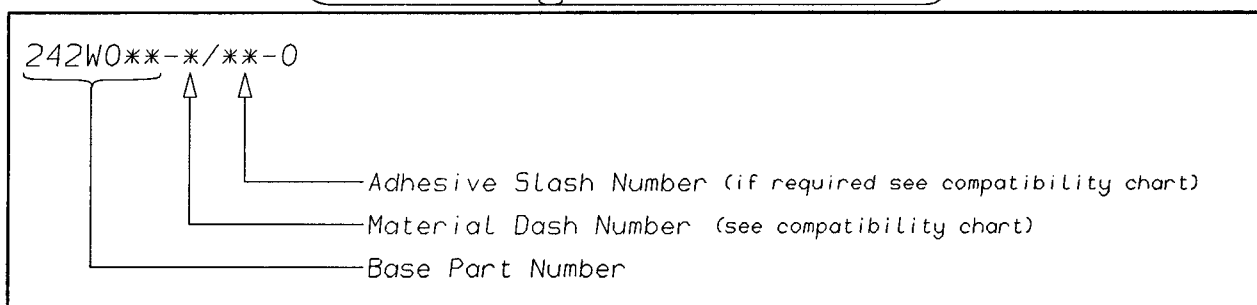 242W0**-*/**-0
Adhesive Slash Number (if required see compatibility chart)
Material Dash Number (see compatibility chart)
Base Part Number